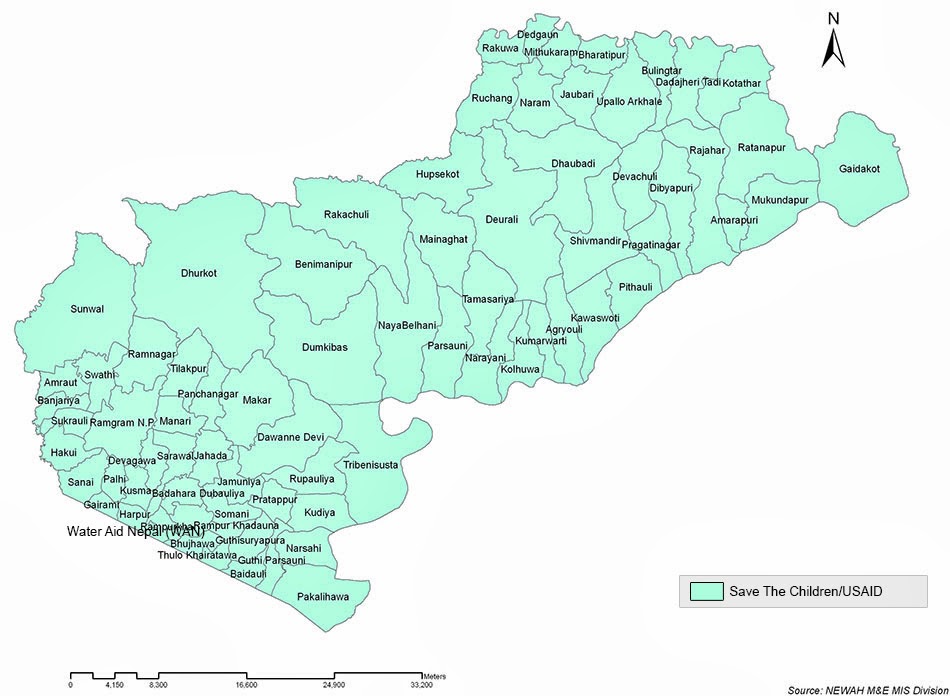 N
Dedgaun
Rakuwa
Mithukaram
Bharatipur
Bulingtar
Dadajheri Tadi
Kotathar
Ruchang
Naram
Jaubari
Upallo Arkhale
Rajahar
Ratanapur
Gaidakot
Hupsekot
Dhaubadi
Devachuli
Dibyapuri
Mukundapur
Rakachuli
Deurali
Amarapuri
Mainaghat
Shivmandir
Pragatinagar
Dhurkot
Benimanipur
Sunwal
Tamasariya
Pithauli
NayaBelhani
Kawaswoti
Agryouli
Dumkibas
Parsauni
Kumarwarti
Narayani
Kolhuwa
Ramnagar
Tilakpur
Swathi
Amraut
Panchanagar
Makar
Banjariya
Sukrauli
Ramgram N.P.
Manari
Dawanne Devi
Hakui
Devagawa
Sarawal
Jahada
Tribenisusta
Sanai
Palhi
Kusma
Badahara
Dubauliya
Jamuniya
Rupauliya
Pratappur
Gairami
Harpur
Somani
Kudiya
Rampur Khadauna
Water Aid Nepal (WAN)
Bhujhawa
Guthisuryapura
Narsahi
Thulo Khairatawa
Guthi Parsauni
Baidauli
Pakalihawa
Save The Children/USAID
Meters
0 4,150 8,300 16,600 24,900 33,200
Source: NEWAH M&E MIS Division